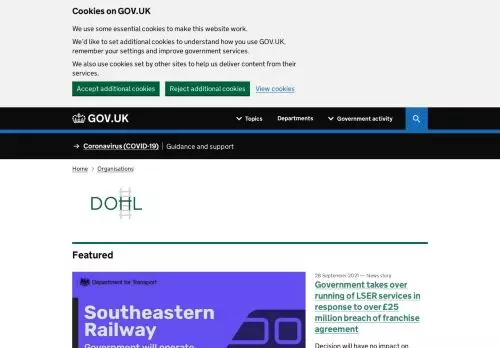 Cookies on GOV.UK
We use some essential cookies to make this website work.
We'd like to set additional cookies to understand how you use GOV.UK,
remember your settings and improve government services.
We also use cookies set by other sites to help us deliver content from their
services.
Accept additional cookies Reject additional cookies View cookies
GOV.UK Topics Departments Government activity
→ Coronavirus (COVID-19) Guidance and support
Home > Organisations
DOHL
Featured
Department for Transport
Southeastern
Railway
Government will operate
28 September 2021 — News story
Government takes over
running of LSER services in
response to over £25
million breach of franchise
agreement
Decision will have no impact on